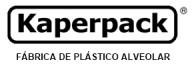 Kaperpack®
FÁBRICA DE PLÁSTICO ALVEOLAR